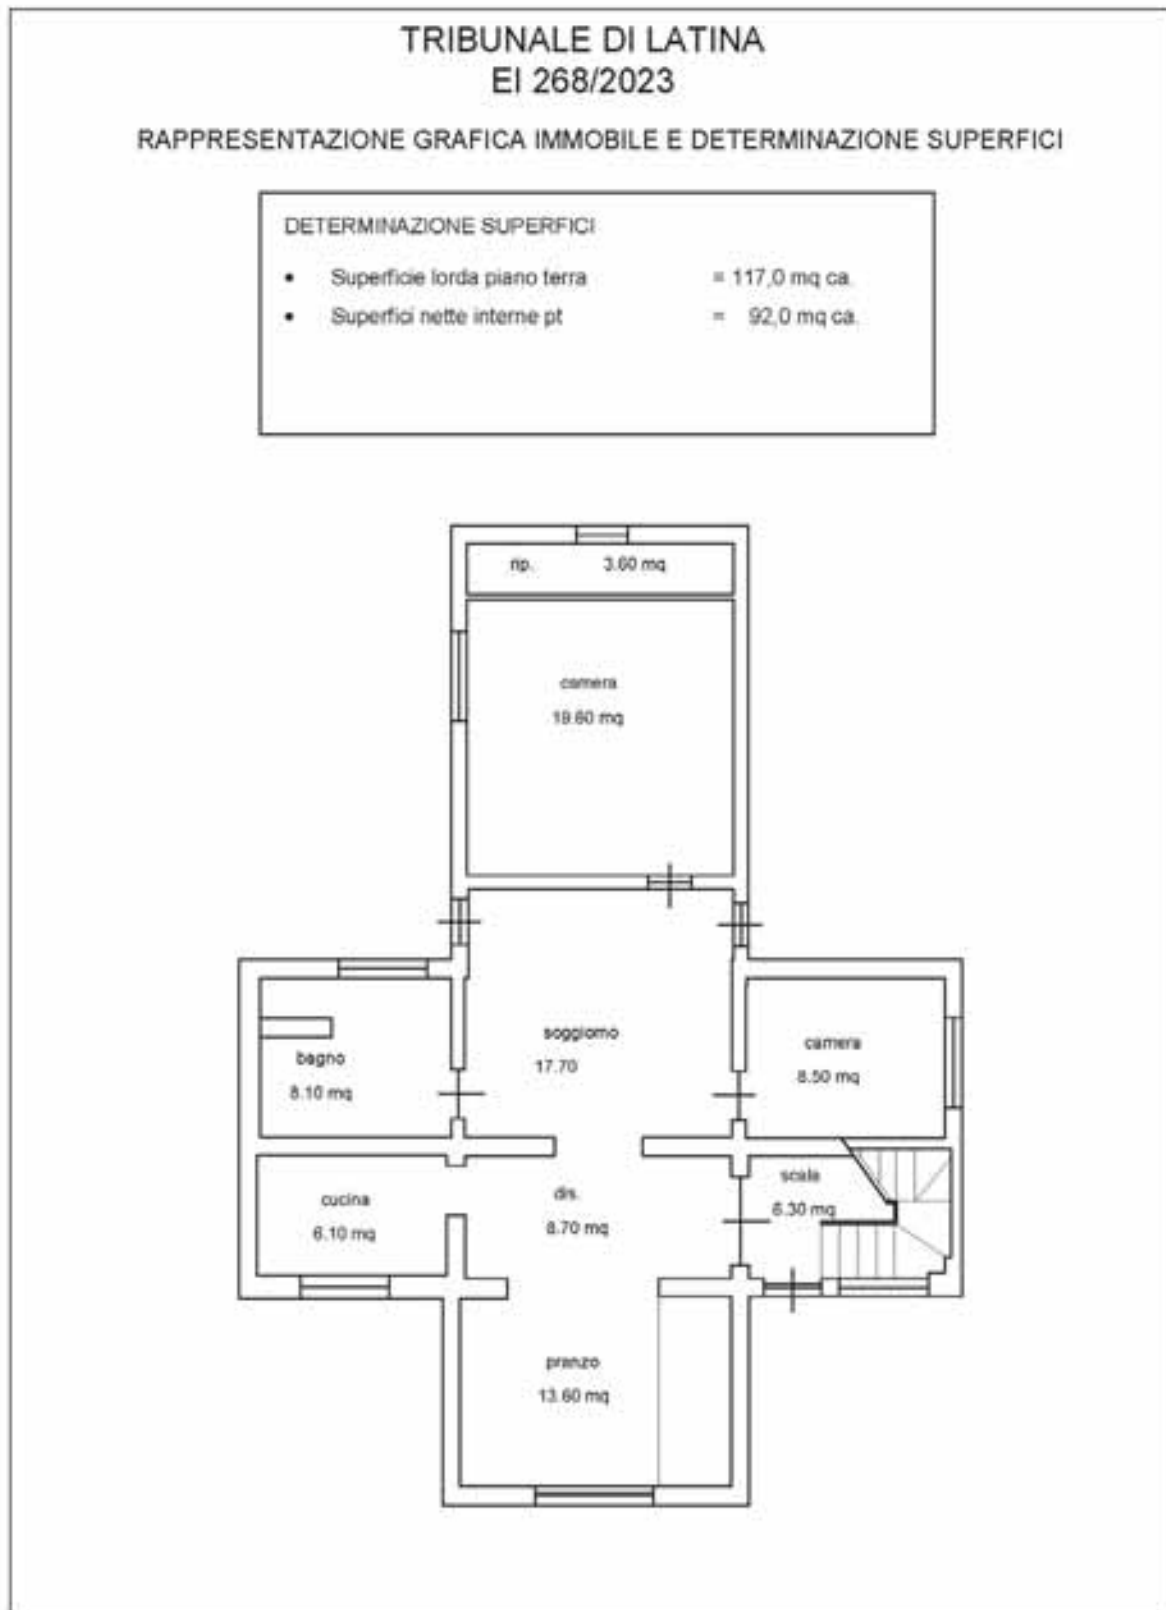 TRIBUNALE DI LATINA
EI 268/2023
RAPPRESENTAZIONE GRAFICA IMMOBILE E DETERMINAZIONE SUPERFICI
DETERMINAZIONE SUPERFICI
• Superficie lorda piano terra = 117,0 mq ca.
• Superfici nette interne pt = 92,0 mq ca.
rip. 3.60 mq
camera
19.60 mq
soggiorno
17.70
bagno
8.10 mq
camera
8.50 mq
cucina
6.10 mq
dis.
8.70 mq
scala
6.30 mq
pranzo
13.60 mq